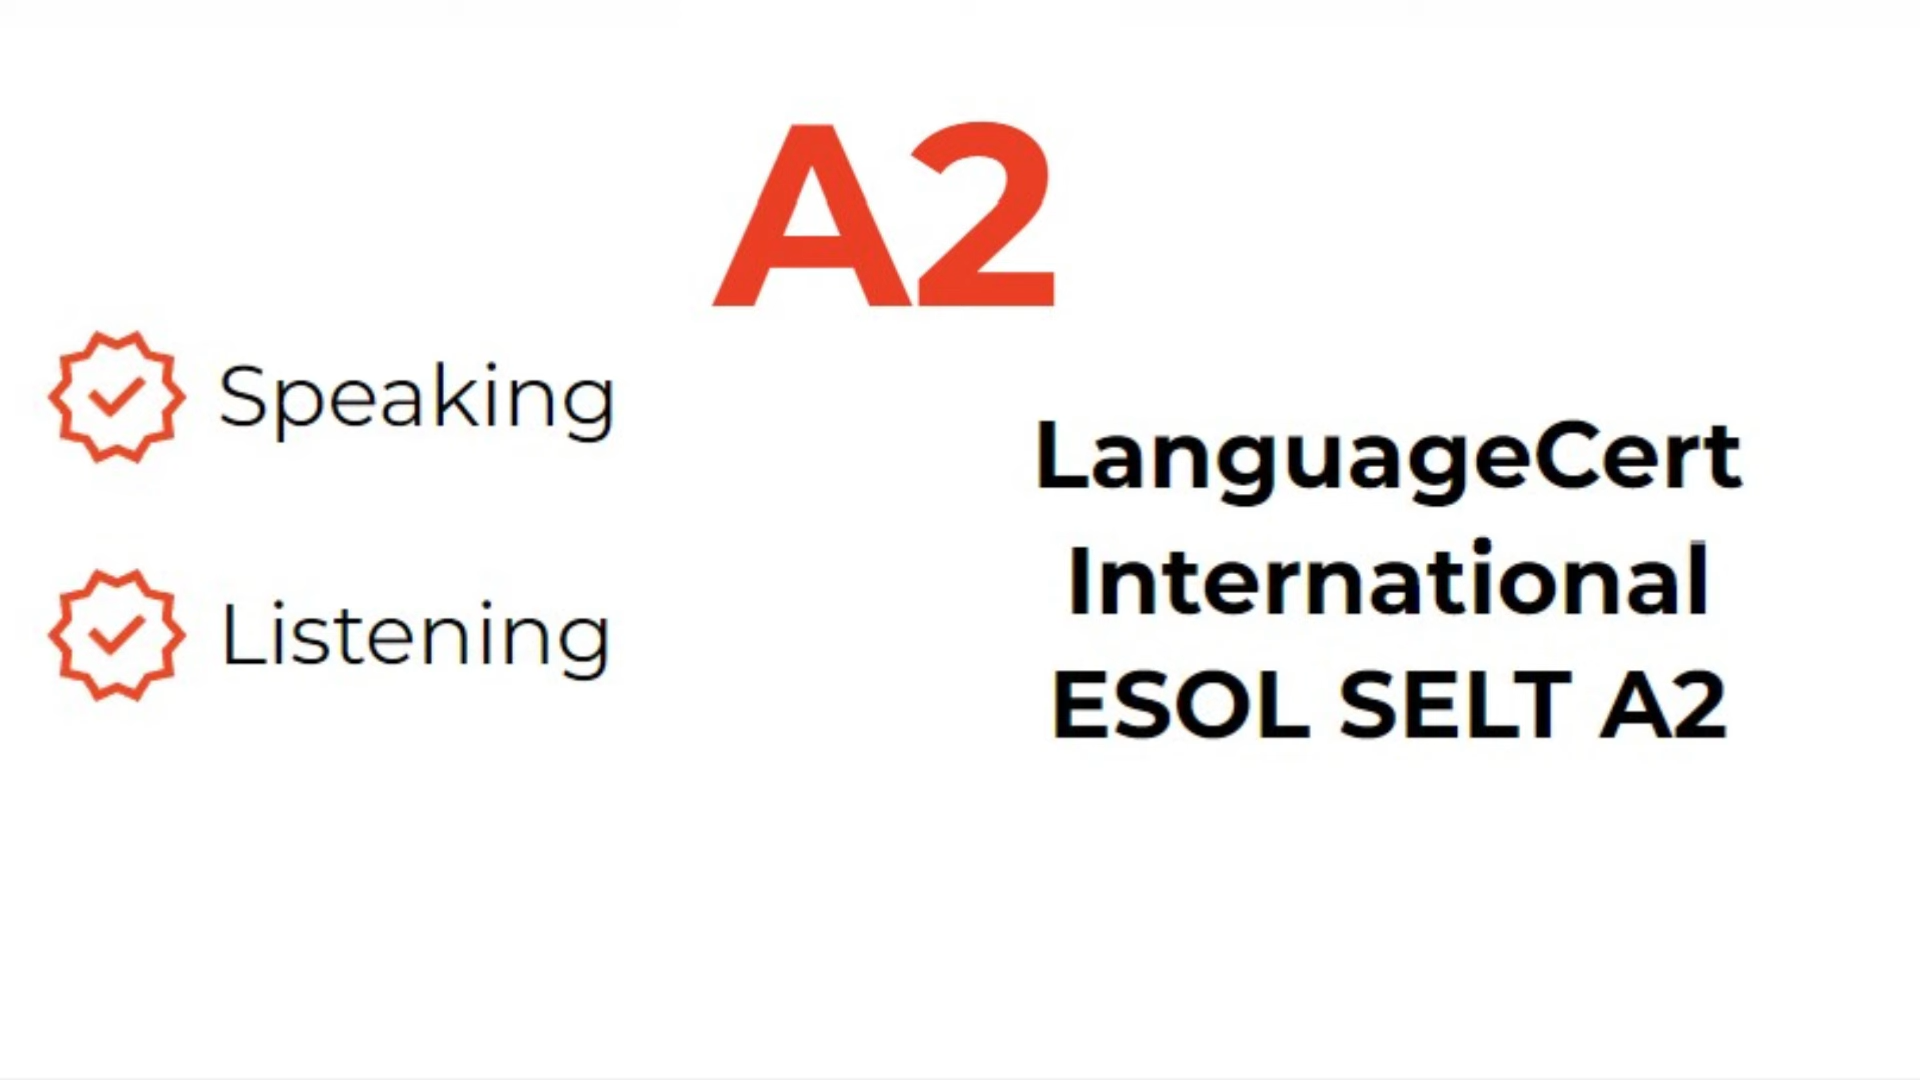 A2
Speaking
Listening
LanguageCert
International
ESOL SELT A2